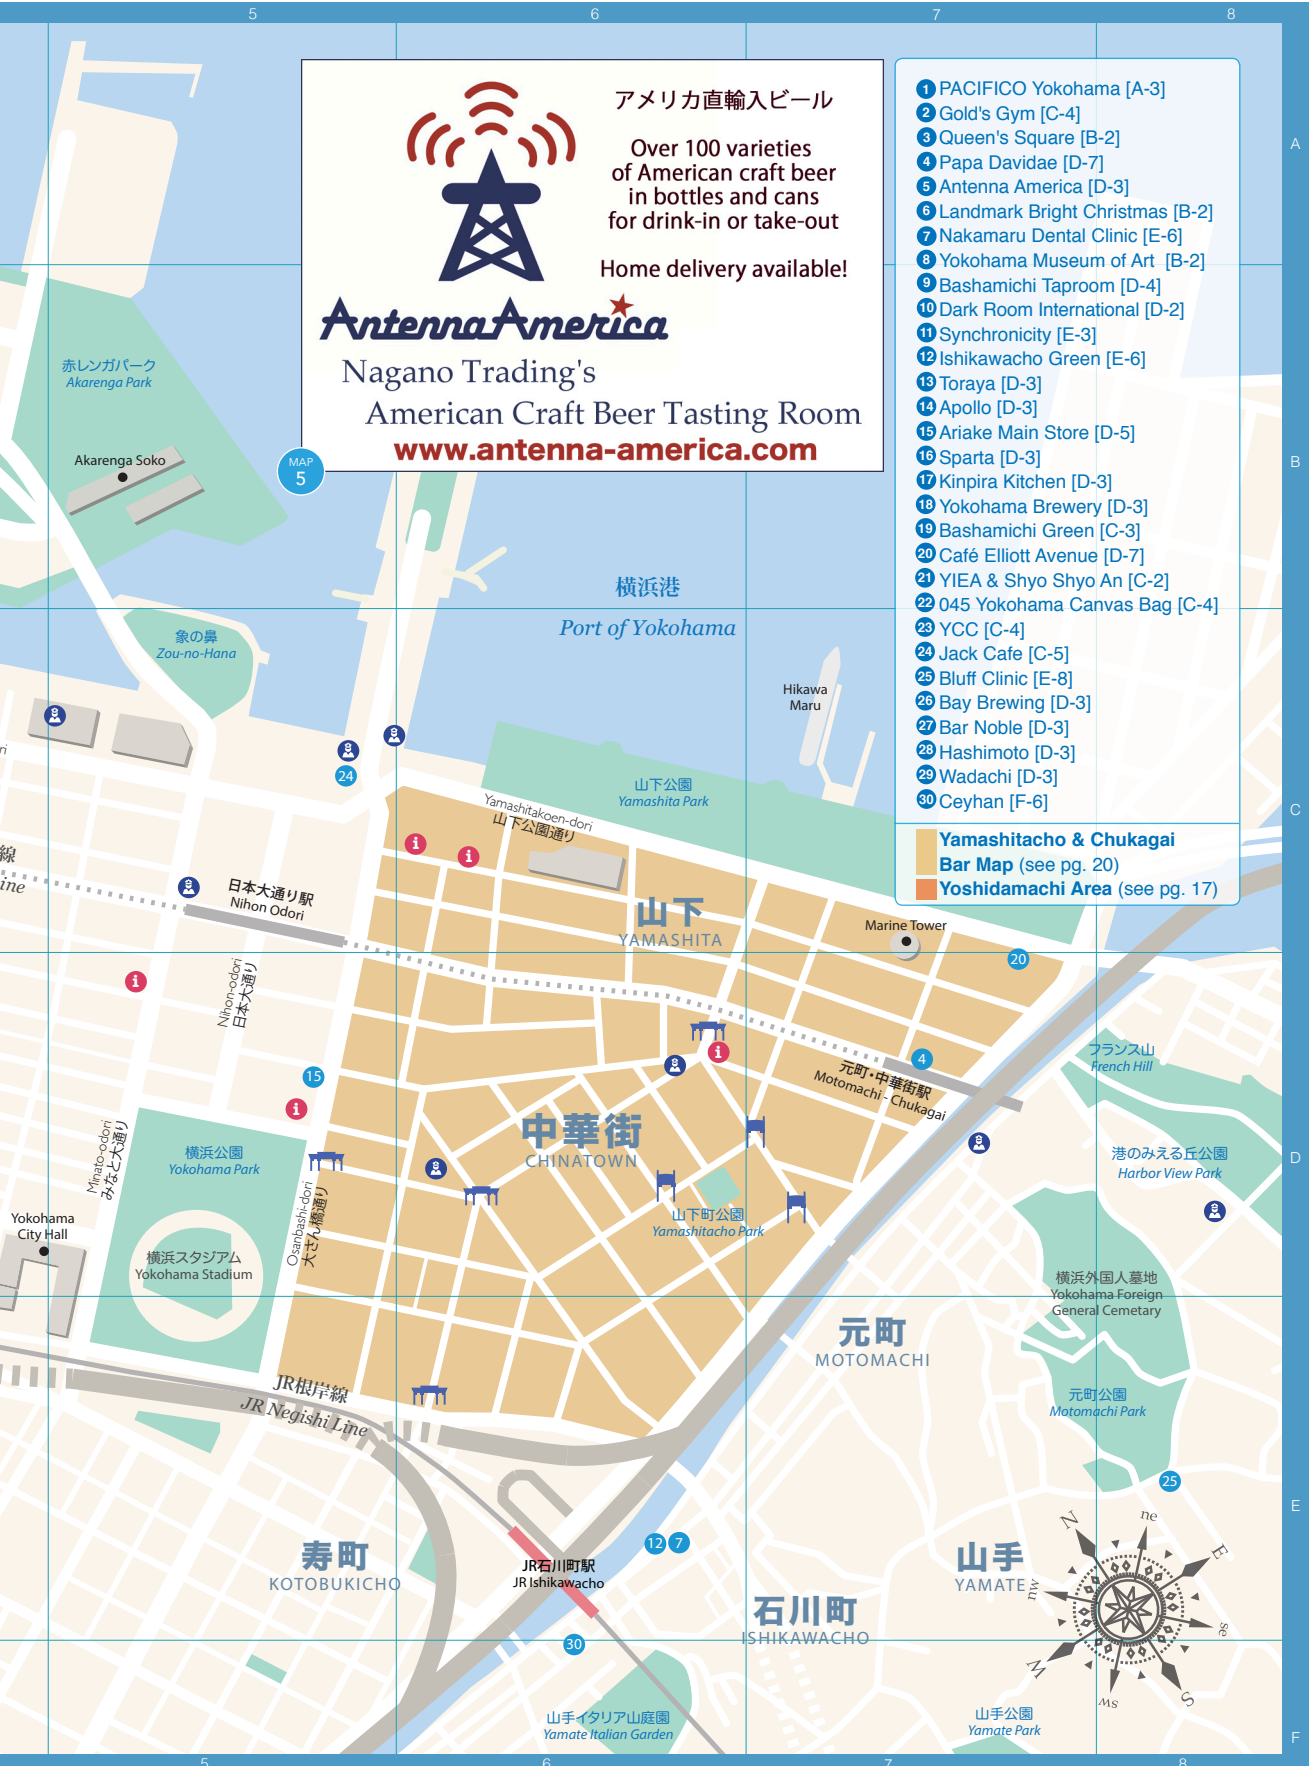 5
6
7
8
アメリカ直輸入ビール
Over 100 varieties
of American craft beer
in bottles and cans
for drink-in or take-out
Home delivery available!
AntennaAmerica
Nagano Trading's
American Craft Beer Tasting Room
www.antenna-america.com
1 PACIFICO Yokohama [A-3]
2 Gold's Gym [C-4]
3 Queen's Square [B-2]
4 Papa Davidae [D-7]
5 Antenna America [D-3]
6 Landmark Bright Christmas [B-2]
7 Nakamaru Dental Clinic [E-6]
8 Yokohama Museum of Art [B-2]
9 Bashamichi Taproom [D-4]
10 Dark Room International [D-2]
11 Synchronicity [E-3]
12 Ishikawacho Green [E-6]
13 Toraya [D-3]
14 Apollo [D-3]
15 Ariake Main Store [D-5]
16 Sparta [D-3]
17 Kinpira Kitchen [D-3]
18 Yokohama Brewery [D-3]
19 Bashamichi Green [C-3]
20 Café Elliott Avenue [D-7]
21 YIEA & Shyo Shyo An [C-2]
22 045 Yokohama Canvas Bag [C-4]
23 YCC [C-4]
24 Jack Cafe [C-5]
25 Bluff Clinic [E-8]
26 Bay Brewing [D-3]
27 Bar Noble [D-3]
28 Hashimoto [D-3]
29 Wadachi [D-3]
30 Ceyhan [F-6]
Yamashitacho & Chukagai
Bar Map (see pg. 20)
Yoshidamachi Area (see pg. 17)
A
B
C
D
E
F
赤レンガパーク
Akarenga Park
Akarenga Soko
MAP
5
横浜港
Port of Yokohama
象の鼻
Zou-no-Hana
Hikawa
Maru
24
山下公園
Yamashita Park
Yamashitakoen-dori
山下公園通り
ri
線
ine
日本大通り駅
Nihon Odori
山下
YAMASHITA
Marine Tower
20
Nihon-odori
日本大通り
4
元町・中華街駅
Motomachi - Chukagai
フランス山
French Hill
15
中華街
CHINATOWN
Minato-odori
みなと大通り
横浜公園
Yokohama Park
港のみえる丘公園
Harbor View Park
Osanbashi-dori
大さん橋通り
山下町公園
Yamashitacho Park
Yokohama
City Hall
横浜スタジアム
Yokohama Stadium
横浜外国人墓地
Yokohama Foreign
General Cemetary
元町
MOTOMACHI
JR根岸線
JR Negishi Line
元町公園
Motomachi Park
25
寿町
KOTOBUKICHO
12
7
JR石川町駅
JR Ishikawacho
石川町
ISHIKAWACHO
山手
YAMATE
N
ne
E
se
S
sw
W
nw
30
山手イタリア山庭園
Yamate Italian Garden
山手公園
Yamate Park
5
6
7
8